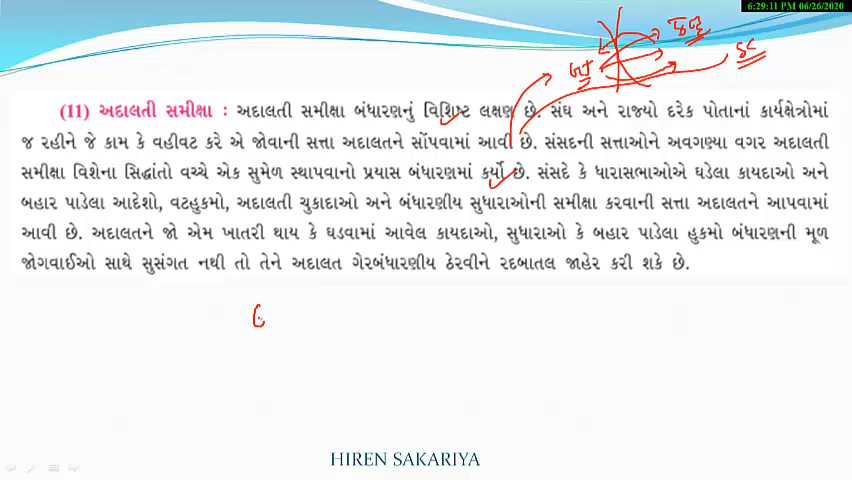 6:29:11 PM 06/26/2020
SC
(11) અદાલતી સમીક્ષા : અદાલતી સમીક્ષા બંધારણનું વિશિષ્ટ લક્ષણ છે. સંઘ અને રાજ્યો દરેક પોતાનાં કાર્યક્ષેત્રોમાં
જ રહીને જે કામ કે વહીવટ કરે એ જોવાની સત્તા અદાલતને સોંપવામાં આવી છે. સંસદની સત્તાઓને અવગણ્યા વગર અદાલતી
સમીક્ષા વિશેના સિદ્ધાંતો વચ્ચે એક સુમેળ સ્થાપવાનો પ્રયાસ બંધારણમાં કર્યો છે. સંસદે કે ધારાસભાઓએ ઘડેલા કાયદાઓ અને
બહાર પાડેલા આદેશો, વટહુકમો, અદાલતી ચુકાદાઓ અને બંધારણીય સુધારાઓની સમીક્ષા કરવાની સત્તા અદાલતને આપવામાં
આવી છે. અદાલતને જો એમ ખાતરી થાય કે ઘડવામાં આવેલ કાયદાઓ, સુધારાઓ કે બહાર પાડેલા હુકમો બંધારણની મૂળ
જોગવાઈઓ સાથે સુસંગત નથી તો તેને અદાલત ગેરબંધારણીય ઠેરવીને રદબાતલ જાહેર કરી શકે છે.
HIREN SAKARIYA